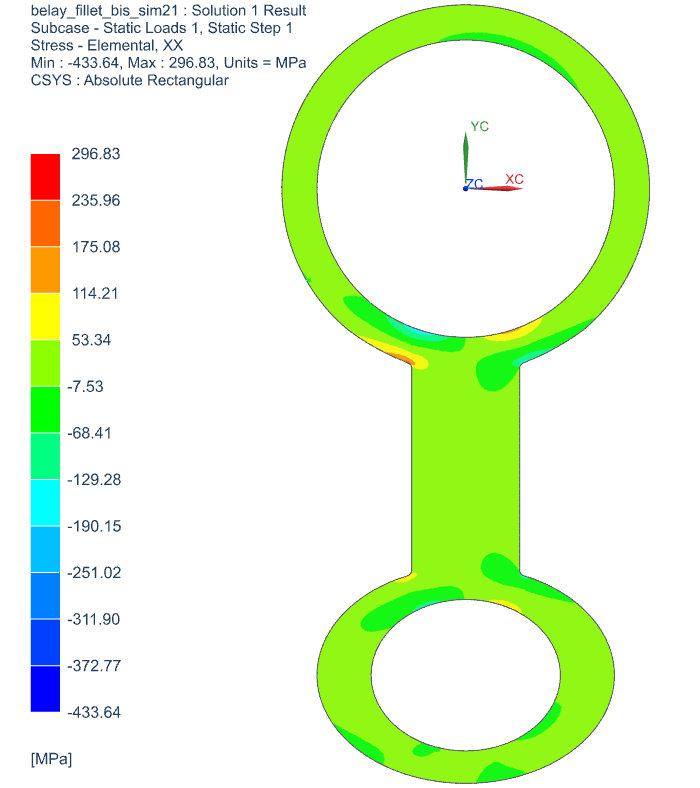 belay_fillet_bis_sim21 : Solution 1 Result
Subcase - Static Loads 1, Static Step 1
Stress - Elemental, XX
Min : -433.64, Max : 296.83, Units = MPa
CSYS : Absolute Rectangular
YC
ZC
XC
296.83
235.96
175.08
114.21
53.34
-7.53
-68.41
-129.28
-190.15
-251.02
-311.90
-372.77
-433.64
[MPa]